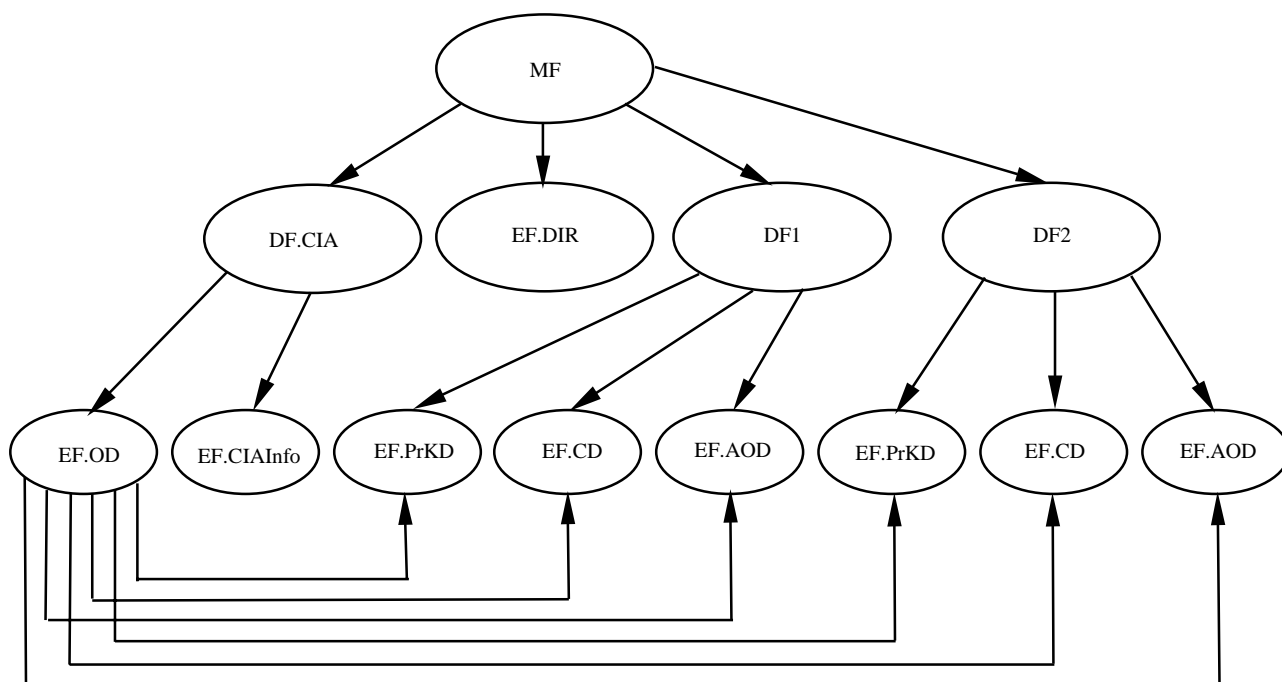 MF
DF.CIA
EF.DIR
DF1
DF2
EF.OD
EF.CIAInfo
EF.PrKD
EF.CD
EF.AOD
EF.PrKD
EF.CD
EF.AOD